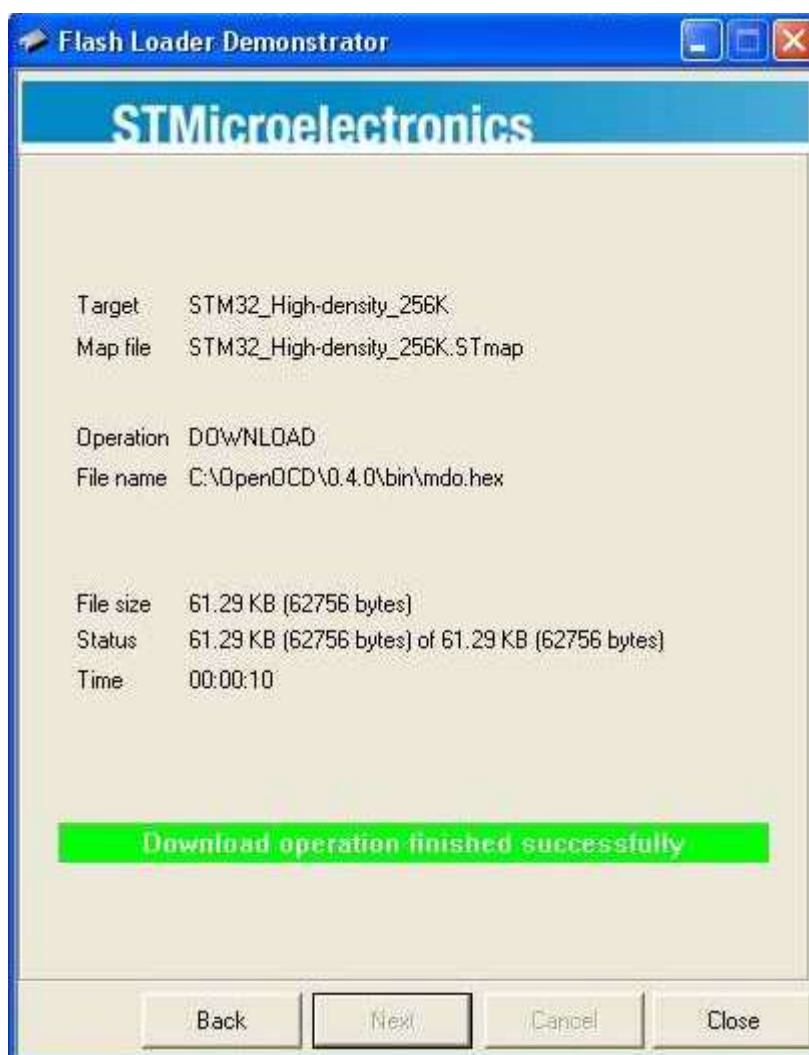 Flash Loader Demonstrator
STMicroelectronics
Target STM32_High-density_256K
Map file STM32_High-density_256K.STmap
Operation DOWNLOAD
File name C:\OpenOCD\0.4.0\bin\mdo.hex
File size 61.29 KB (62756 bytes)
Status 61.29 KB (62756 bytes) of 61.29 KB (62756 bytes)
Time 00:00:10
Download operation finished successfully
Back Next Cancel Close